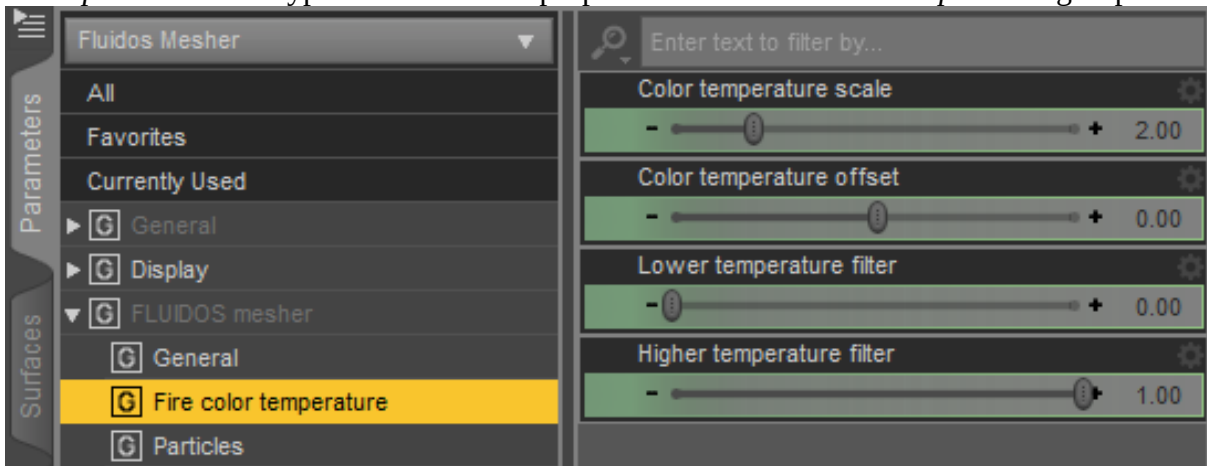 Parameters
Surfaces
Fluidos Mesher
All
Favorites
Currently Used
G General
G Display
G FLUIDOS mesher
G General
G Fire color temperature
G Particles
Enter text to filter by...
Color temperature scale
- + 2.00
Color temperature offset
- + 0.00
Lower temperature filter
- + 0.00
Higher temperature filter
- + 1.00